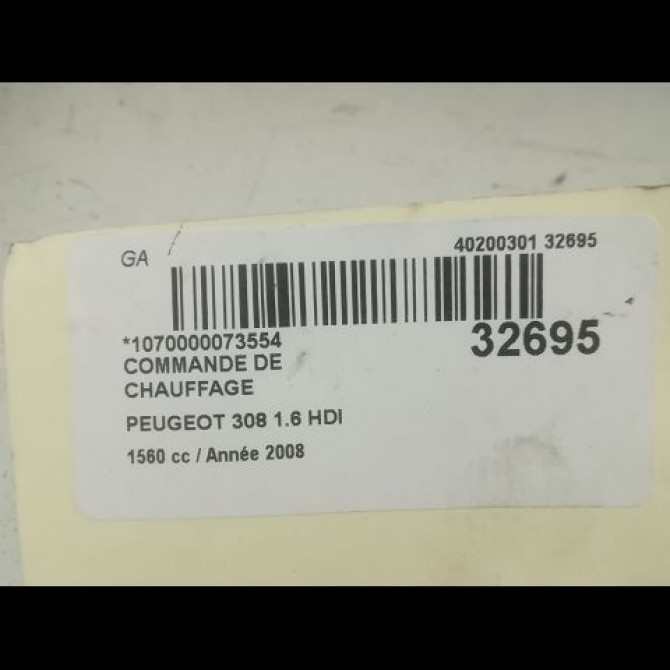 GA
40200301 32695
*1070000073554
32695
COMMANDE DE
CHAUFFAGE
PEUGEOT 308 1.6 HDI
1560 cc / Année 2008